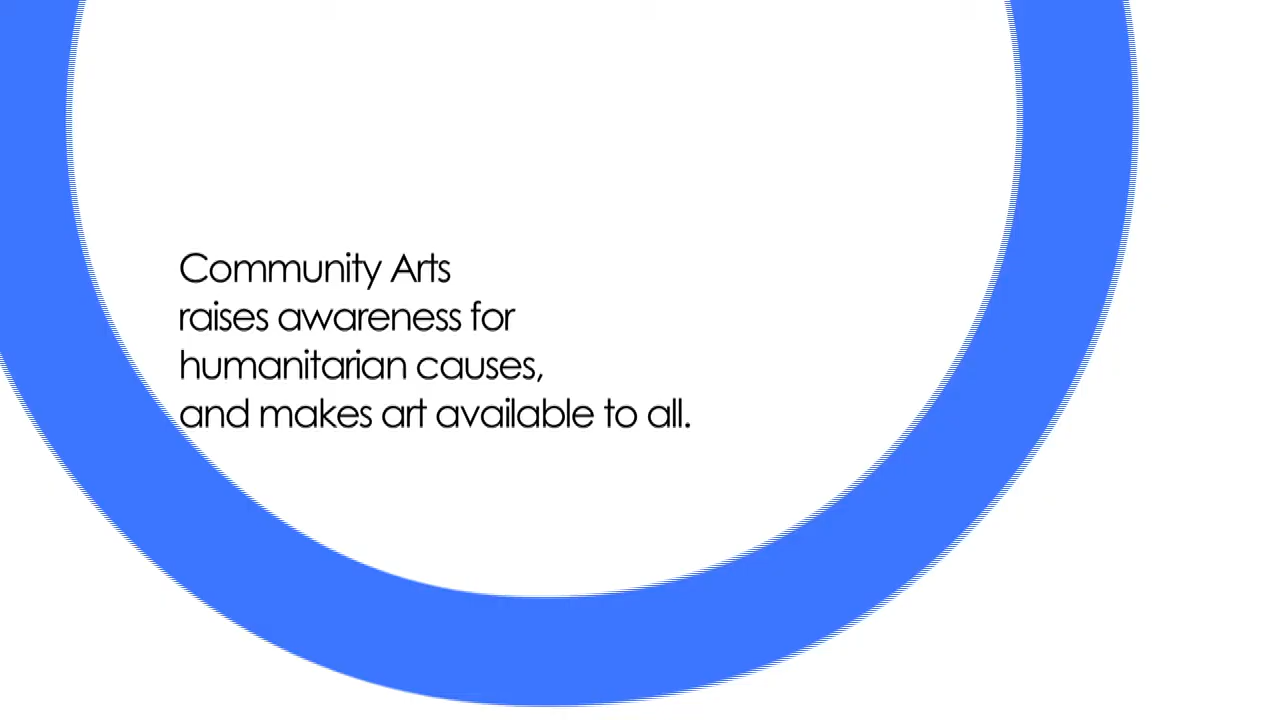 Community Arts
raises awareness for
humanitarian causes,
and makes art available to all.